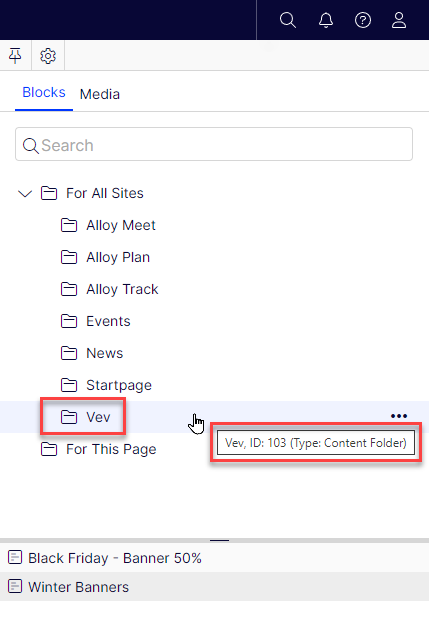 Blocks Media
Search
For All Sites
Alloy Meet
Alloy Plan
Alloy Track
Events
News
Startpage
Vev
Vev, ID: 103 (Type: Content Folder)
For This Page
Black Friday - Banner 50%
Winter Banners